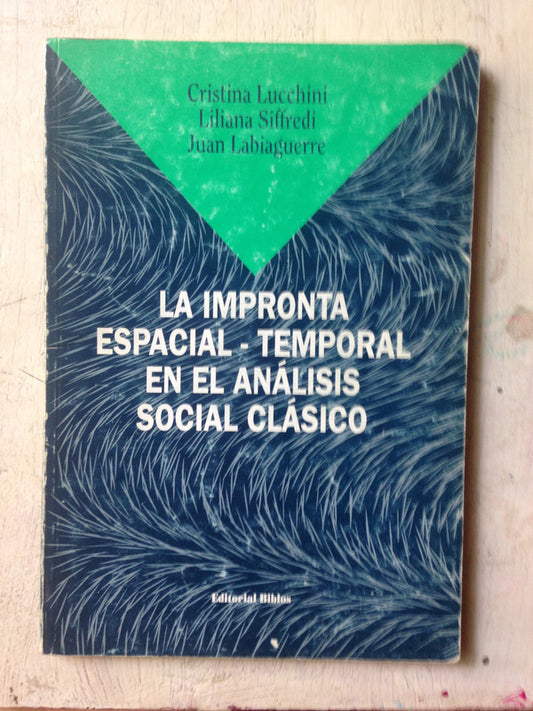 Cristina Lucchini
Liliana Siffredi
Juan Labiaguerre
LA IMPRONTA
ESPACIAL - TEMPORAL
EN EL ANÁLISIS
SOCIAL CLÁSICO
Editorial Biblos